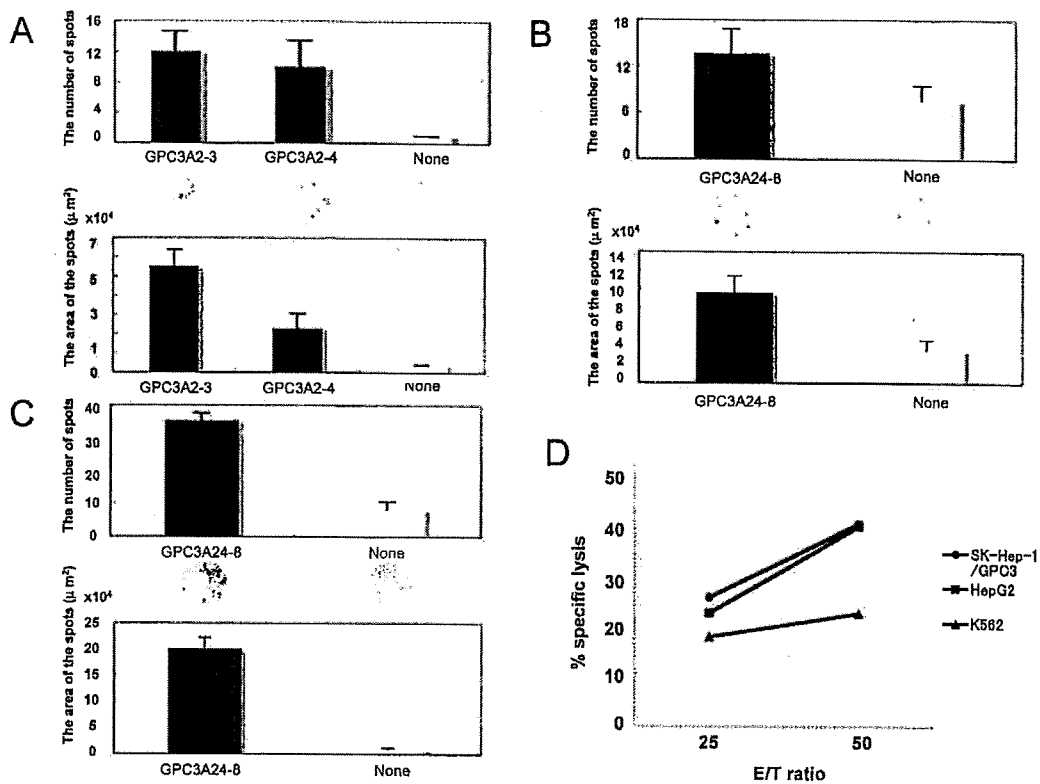 A
The number of spots
16
12
8
4
0
GPC3A2-3
GPC3A2-4
None
The area of the spots (μm²)
x10⁴
7
5
3
2
1
0
GPC3A2-3
GPC3A2-4
None
B
The number of spots
18
12
6
0
GPC3A24-8
None
The area of the spots (μm²)
x10⁴
14
12
10
8
6
4
2
0
GPC3A24-8
None
C
The number of spots
40
30
20
10
0
GPC3A24-8
None
The area of the spots (μm²)
x10⁴
25
20
15
10
5
0
GPC3A24-8
None
D
% specific lysis
50
40
30
20
10
0
25
50
E/T ratio
SK-Hep-1
/GPC3
HepG2
K562